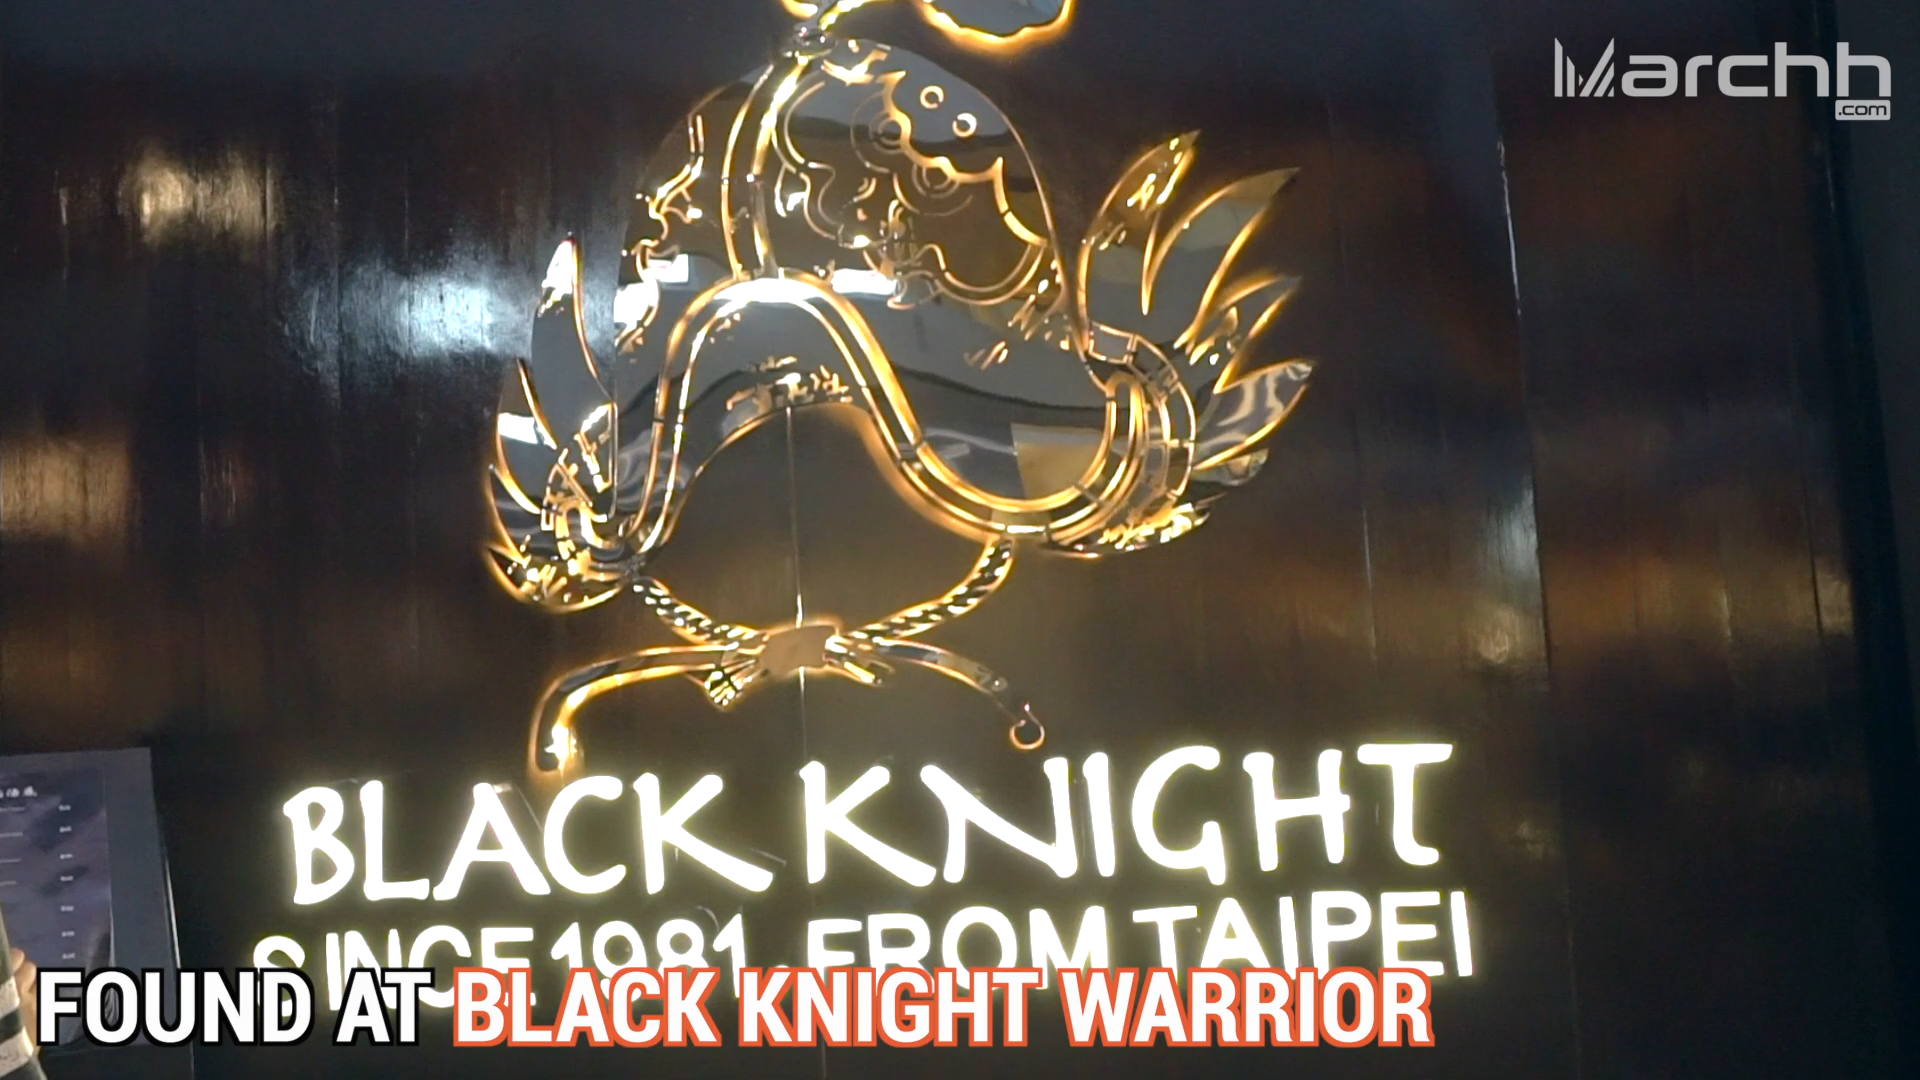 Marchh
.com
BLACK KNIGHT
SINCE 1981. FROM TAIPEI
FOUND AT BLACK KNIGHT WARRIOR